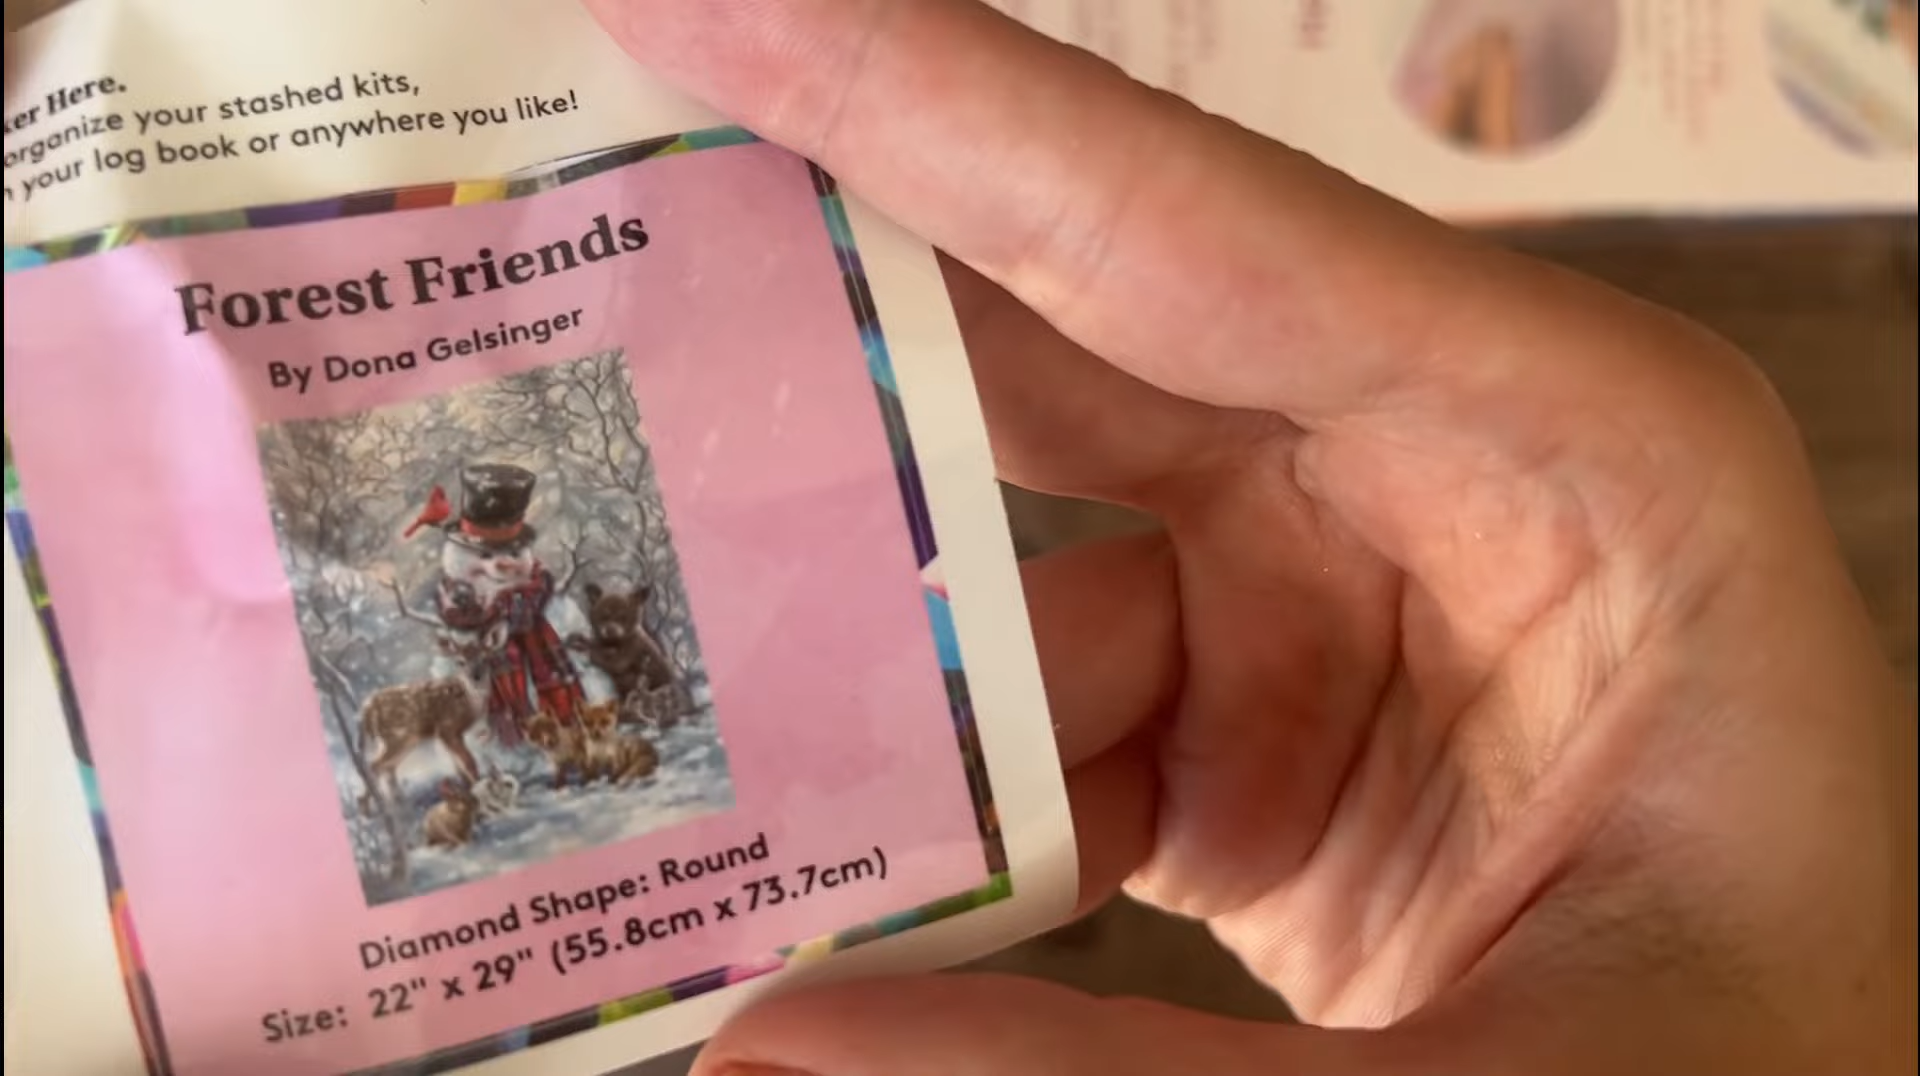 Here.
organize your stashed kits,
your log book or anywhere you like!
Forest Friends
By Dona Gelsinger
Diamond Shape: Round
Size: 22" x 29" (55.8cm x 73.7cm)